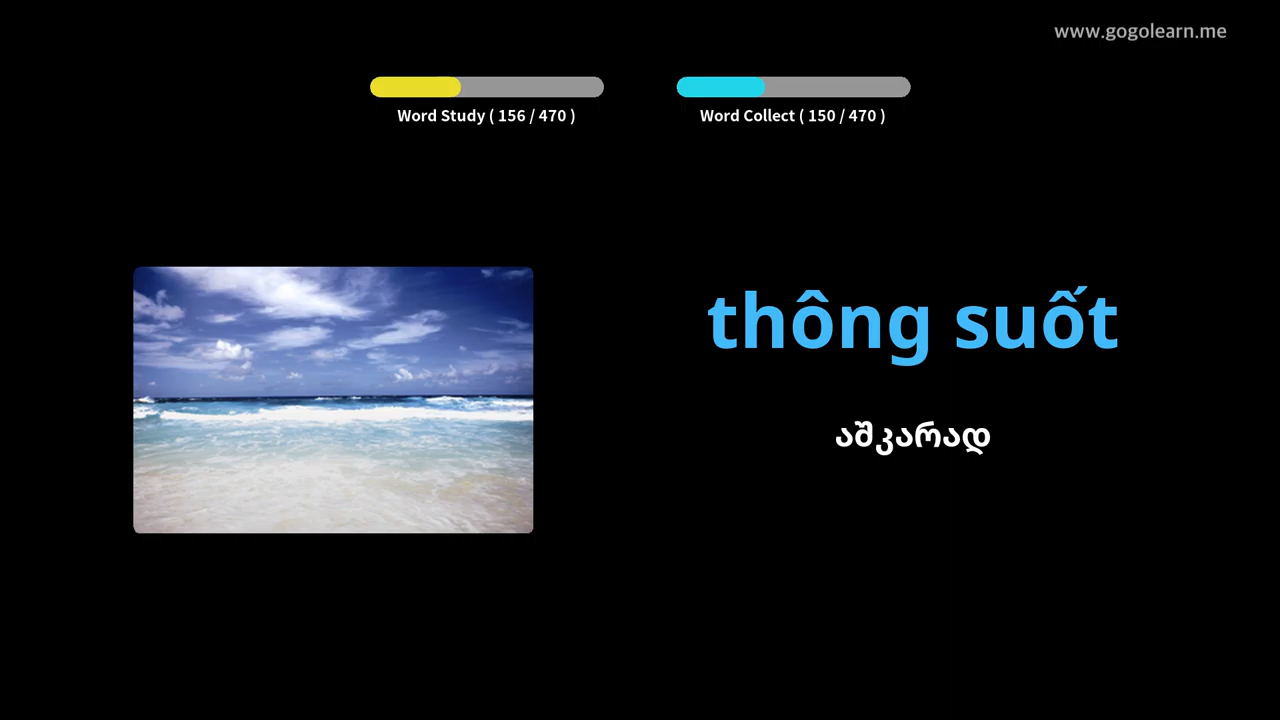 www.gogolearn.me
Word Study ( 156 / 470 )
Word Collect ( 150 / 470 )
thông suốt
აშკარად